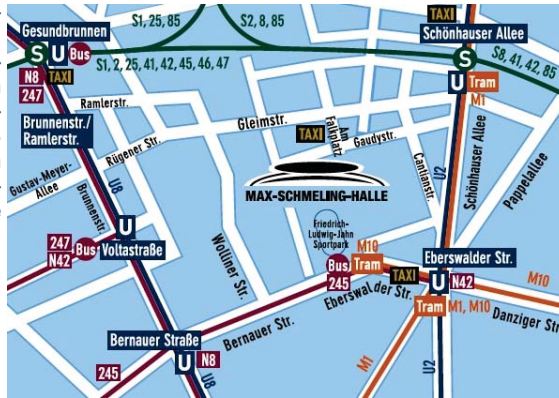 S1, 25, 85
S2, 8, 85
TAXI
Gesundbrunnen
S U Bus
S1, 2, 25, 41, 42, 45, 46, 47
Schönhauser Allee
S
S8, 41, 42, 85
N8 TAXI
247
U Tram
M1
Ramlerstr.
Brunnenstr./
Ramlerstr.
Gleimstr.
TAXI
Am
Falkplatz
Gaudystr.
Rügener Str.
Gustav-Meyer-
Allee
U8
Cantianstr.
U2
Schönhauser Allee
Pappelallee
MAX-SCHMELING-HALLE
Brunnenstr.
U
247
N42
Bus
Voltastraße
Wolliner Str.
Friedrich-
Ludwig-Jahn
Sportpark
M10
Bus Tram
245
TAXI
Eberswalder Str.
U N42
M10
Eberswalder Str.
Tram M1, M10
Danziger Str.
Bernauer Str.
Bernauer Straße
U N8
U8
245
M1
U2